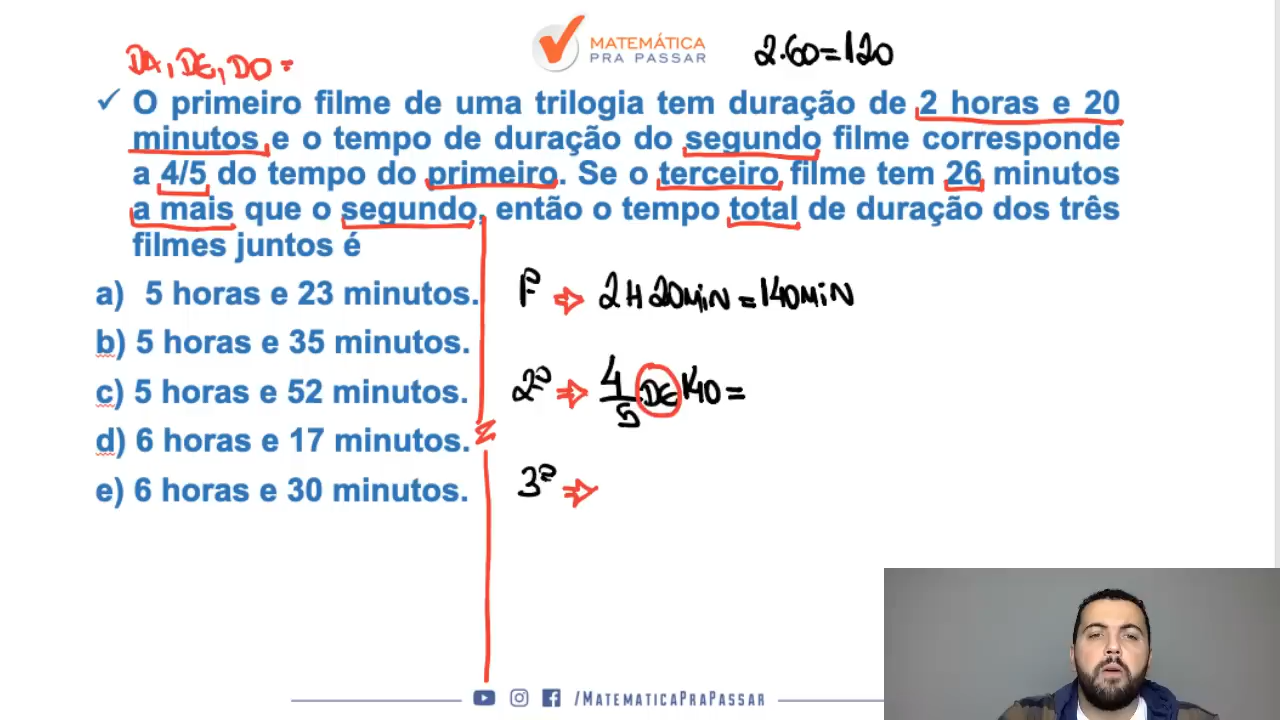 DA, DE, DO =
MATEMÁTICA
PRA PASSAR
2·60=120
✓ O primeiro filme de uma trilogia tem duração de 2 horas e 20
minutos e o tempo de duração do segundo filme corresponde
a 4/5 do tempo do primeiro. Se o terceiro filme tem 26 minutos
a mais que o segundo, então o tempo total de duração dos três
filmes juntos é
a) 5 horas e 23 minutos.
b) 5 horas e 35 minutos.
c) 5 horas e 52 minutos.
d) 6 horas e 17 minutos.
e) 6 horas e 30 minutos.
1º ⇒ 2H 20MIN = 140MIN
2º ⇒ 4/5 DE 140 =
3º ⇒
/MATEMATICAPRAPASSAR